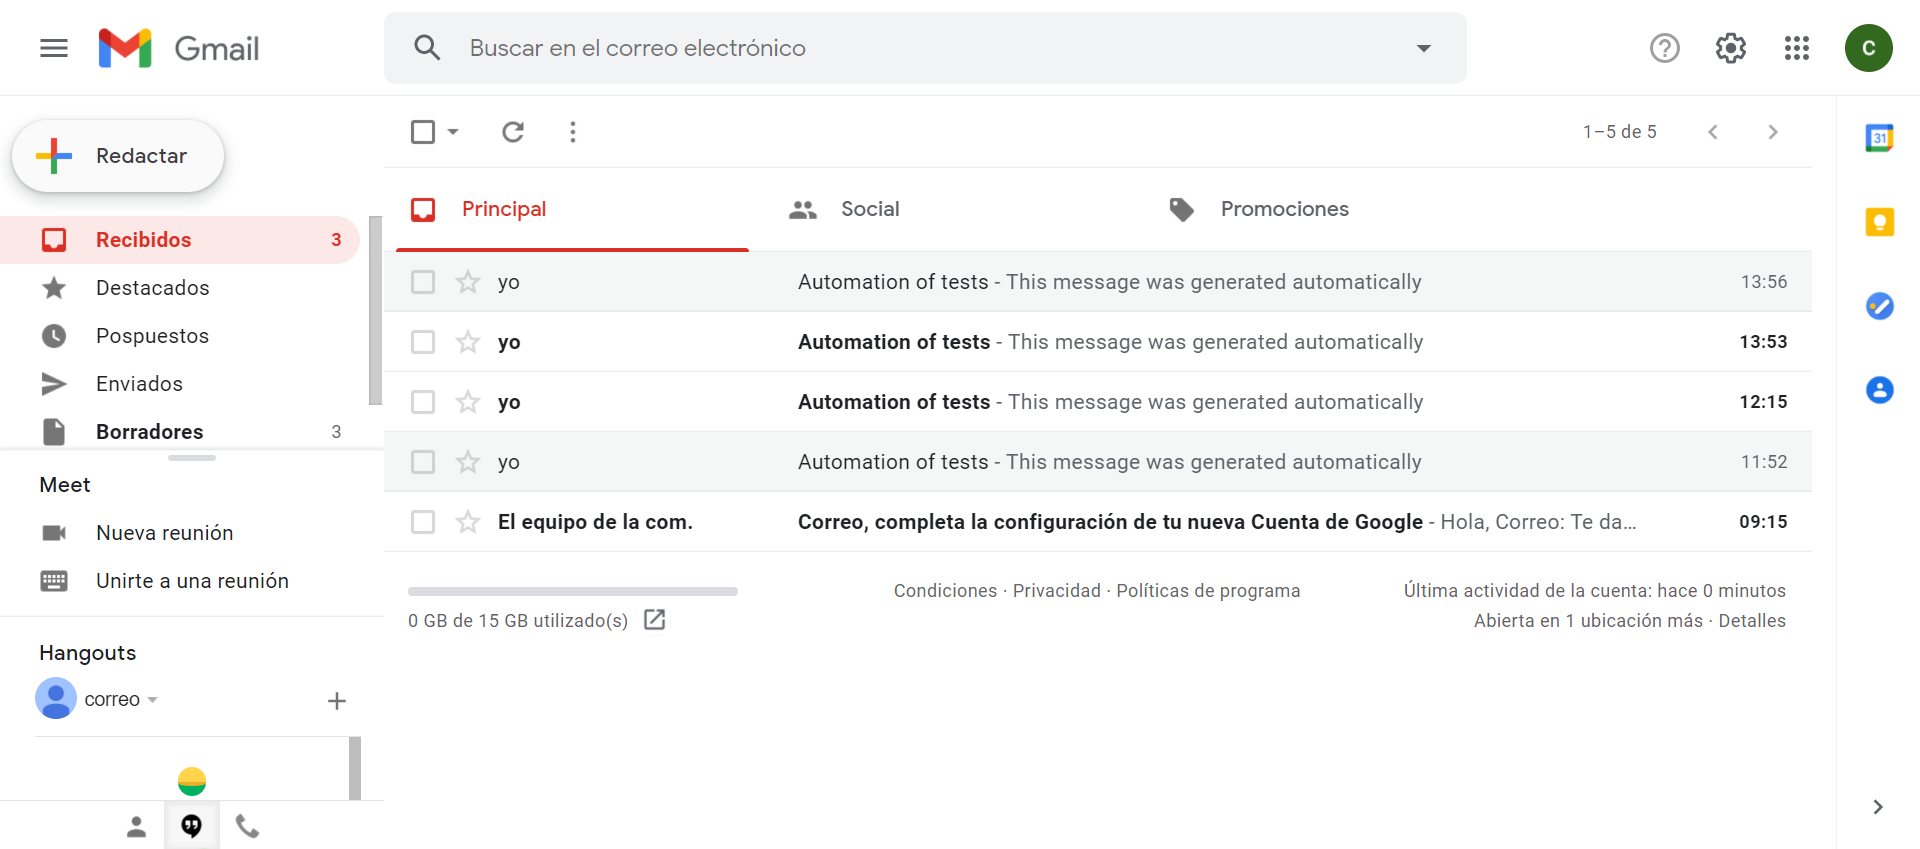 Gmail
Buscar en el correo electrónico
C
Redactar
1–5 de 5
31
Principal
Social
Promociones
Recibidos 3
Destacados
Pospuestos
Enviados
Borradores 3
yo Automation of tests - This message was generated automatically 13:56
yo Automation of tests - This message was generated automatically 13:53
yo Automation of tests - This message was generated automatically 12:15
yo Automation of tests - This message was generated automatically 11:52
El equipo de la com. Correo, completa la configuración de tu nueva Cuenta de Google - Hola, Correo: Te da… 09:15
Meet
Nueva reunión
Unirte a una reunión
Hangouts
correo
0 GB de 15 GB utilizado(s)
Condiciones · Privacidad · Políticas de programa
Última actividad de la cuenta: hace 0 minutos
Abierta en 1 ubicación más · Detalles